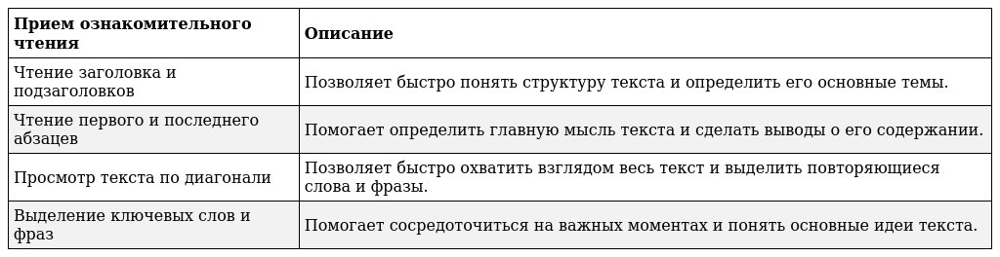 Прием ознакомительного
чтения
Описание
Чтение заголовка и
подзаголовков
Позволяет быстро понять структуру текста и определить его основные темы.
Чтение первого и последнего
абзацев
Помогает определить главную мысль текста и сделать выводы о его содержании.
Просмотр текста по диагонали
Позволяет быстро охватить взглядом весь текст и выделить повторяющиеся
слова и фразы.
Выделение ключевых слов и
фраз
Помогает сосредоточиться на важных моментах и понять основные идеи текста.